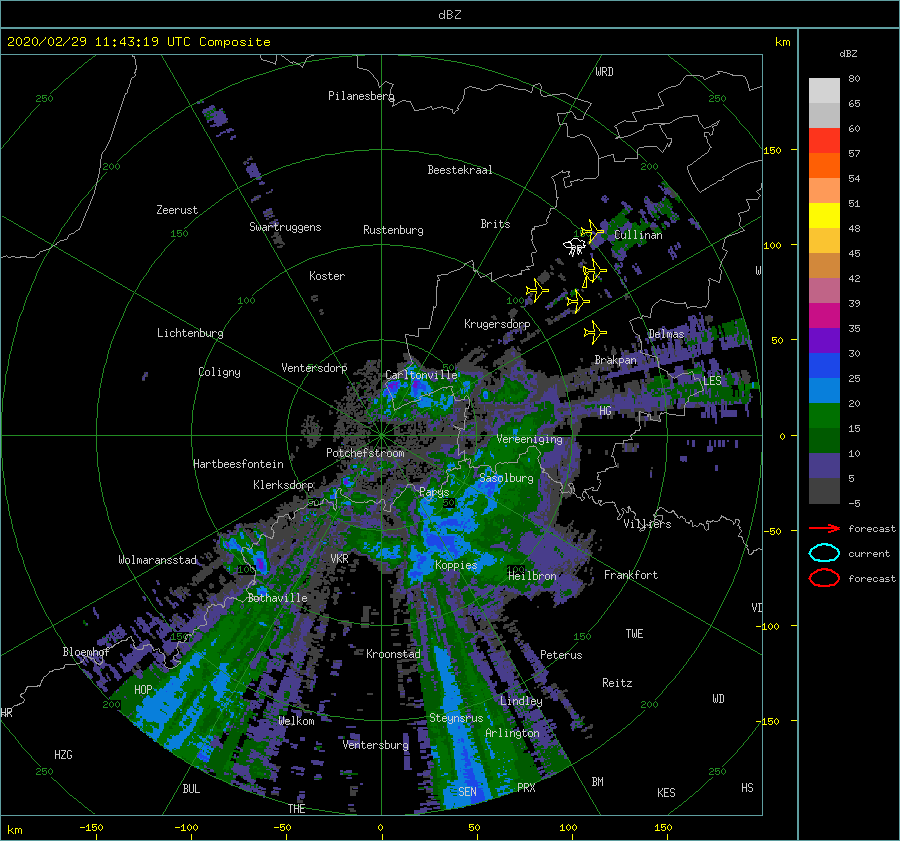 dBZ
2020/02/29 11:43:19 UTC Composite
km
dBZ
WRD
250
250
Pilanesberg
80
65
60
57
54
51
48
45
42
39
35
30
25
20
15
10
5
-5
forecast
current
forecast
150
100
50
0
-50
-100
-150
200
200
Beestekraal
Zeerust
Swartruggens
Rustenburg
Brits
Cullinan
150
Koster
100
100
Krugersdorp
Delmas
Lichtenburg
Brakpan
Coligny
Ventersdorp
Carltonville
LES
HG
Vereeniging
Potchefstroom
Hartbeesfontein
Klerksdorp
Sasolburg
Parys
50
50
Villiers
Wolmaransstad
VKR
Koppies
100
100
Heilbron
Frankfort
Bothaville
150
150
TWE
Bloemhof
Kroonstad
Peterus
HOP
Reitz
WD
200
200
Lindley
HR
Welkom
Steynsrus
Arlington
Ventersburg
HZG
250
250
BUL
SEN
PRX
BM
KES
HS
THE
km
-150
-100
-50
0
50
100
150